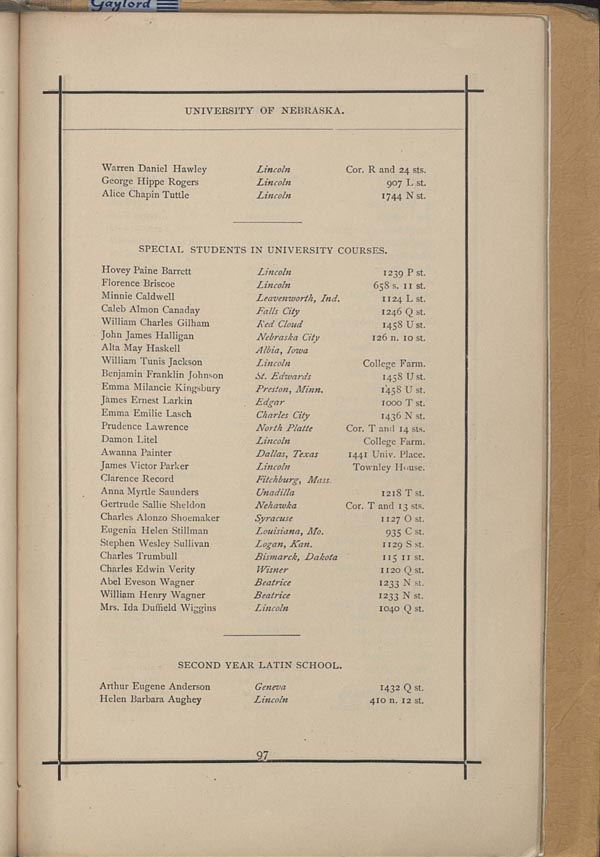 Gaylord
UNIVERSITY OF NEBRASKA.
Warren Daniel Hawley Lincoln Cor. R and 24 sts.
George Hippe Rogers Lincoln 907 L st.
Alice Chapin Tuttle Lincoln 1744 N st.
SPECIAL STUDENTS IN UNIVERSITY COURSES.
Hovey Paine Barrett Lincoln 1239 P st.
Florence Briscoe Lincoln 658 s. 11 st.
Minnie Caldwell Leavenworth, Ind. 1124 L st.
Caleb Almon Canaday Falls City 1246 Q st.
William Charles Gilham Red Cloud 1458 U st.
John James Halligan Nebraska City 126 n. 10 st.
Alta May Haskell Albia, Iowa
William Tunis Jackson Lincoln College Farm.
Benjamin Franklin Johnson St. Edwards 1458 U st.
Emma Milancie Kingsbury Preston, Minn. 1458 U st.
James Ernest Larkin Edgar 1000 T st.
Emma Emilie Lasch Charles City 1436 N st.
Prudence Lawrence North Platte Cor. T and 14 sts.
Damon Litel Lincoln College Farm.
Awanna Painter Dallas, Texas 1441 Univ. Place.
James Victor Parker Lincoln Townley House.
Clarence Record Fitchburg, Mass.
Anna Myrtle Saunders Unadilla 1218 T st.
Gertrude Sallie Sheldon Nehawka Cor. T and 13 sts.
Charles Alonzo Shoemaker Syracuse 1127 O st.
Eugenia Helen Stillman Louisiana, Mo. 935 C st.
Stephen Wesley Sullivan Logan, Kan. 1129 S st.
Charles Trumbull Bismarck, Dakota 115 11 st.
Charles Edwin Verity Wisner 1120 Q st.
Abel Eveson Wagner Beatrice 1233 N st.
William Henry Wagner Beatrice 1233 N st.
Mrs. Ida Duffield Wiggins Lincoln 1040 Q st.
SECOND YEAR LATIN SCHOOL.
Arthur Eugene Anderson Geneva 1432 Q st.
Helen Barbara Aughey Lincoln 410 n. 12 st.
97